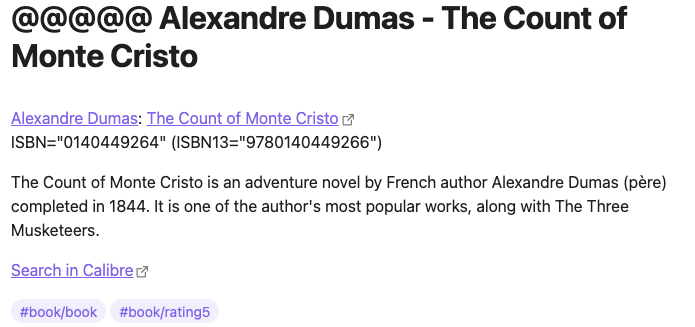 @@@@@ Alexandre Dumas - The Count of
Monte Cristo
Alexandre Dumas: The Count of Monte Cristo
ISBN="0140449264" (ISBN13="9780140449266")
The Count of Monte Cristo is an adventure novel by French author Alexandre Dumas (père)
completed in 1844. It is one of the author's most popular works, along with The Three
Musketeers.
Search in Calibre
#book/book #book/rating5